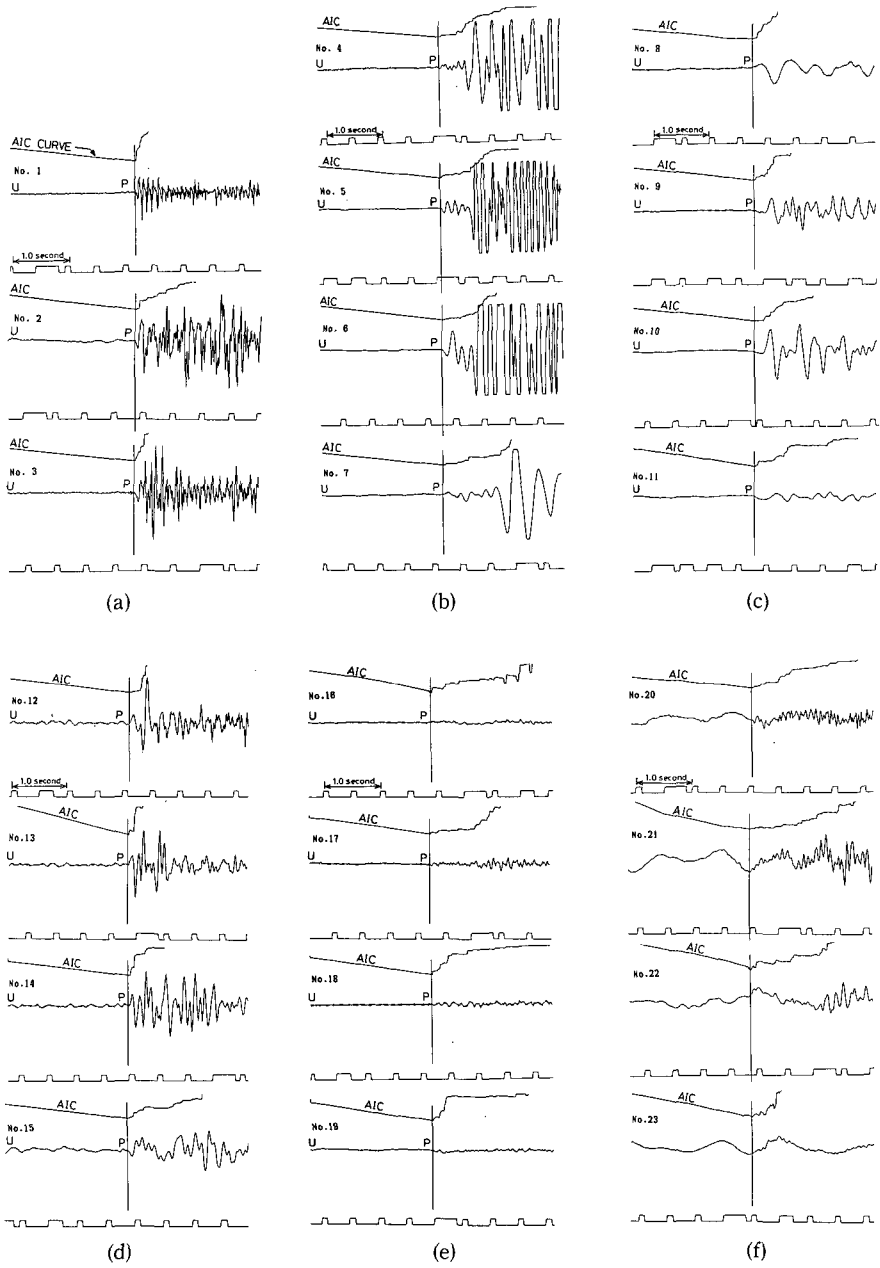 AIC CURVE
No. 1
U
P
1.0 second
AIC
No. 2
U
P
AIC
No. 3
U
P
(a)
AIC
No. 4
U
P
1.0 second
AIC
No. 5
U
P
AIC
No. 6
U
P
AIC
No. 7
U
P
(b)
AIC
No. 8
U
P
1.0 second
AIC
No. 9
U
P
AIC
No.10
U
P
AIC
No.11
U
P
(c)
AIC
No.12
U
P
1.0 second
AIC
No.13
U
P
AIC
No.14
U
P
AIC
No.15
U
P
(d)
AIC
No.16
U
P
1.0 second
AIC
No.17
U
P
AIC
No.18
U
P
AIC
No.19
U
P
(e)
AIC
No.20
1.0 second
AIC
No.21
AIC
No.22
AIC
No.23
(f)